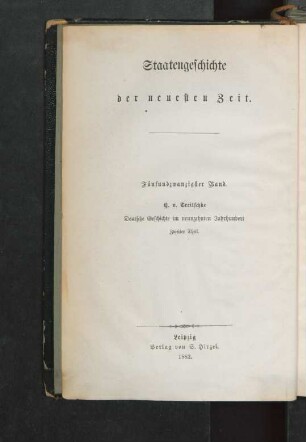 Staatengeschichte
der neuesten Zeit.
Fünfundzwanzigster Band.
H. v. Treitschke
Deutsche Geschichte im neunzehnten Jahrhundert
zweiter Theil.
Leipzig
Verlag von S. Hirzel.
1882.